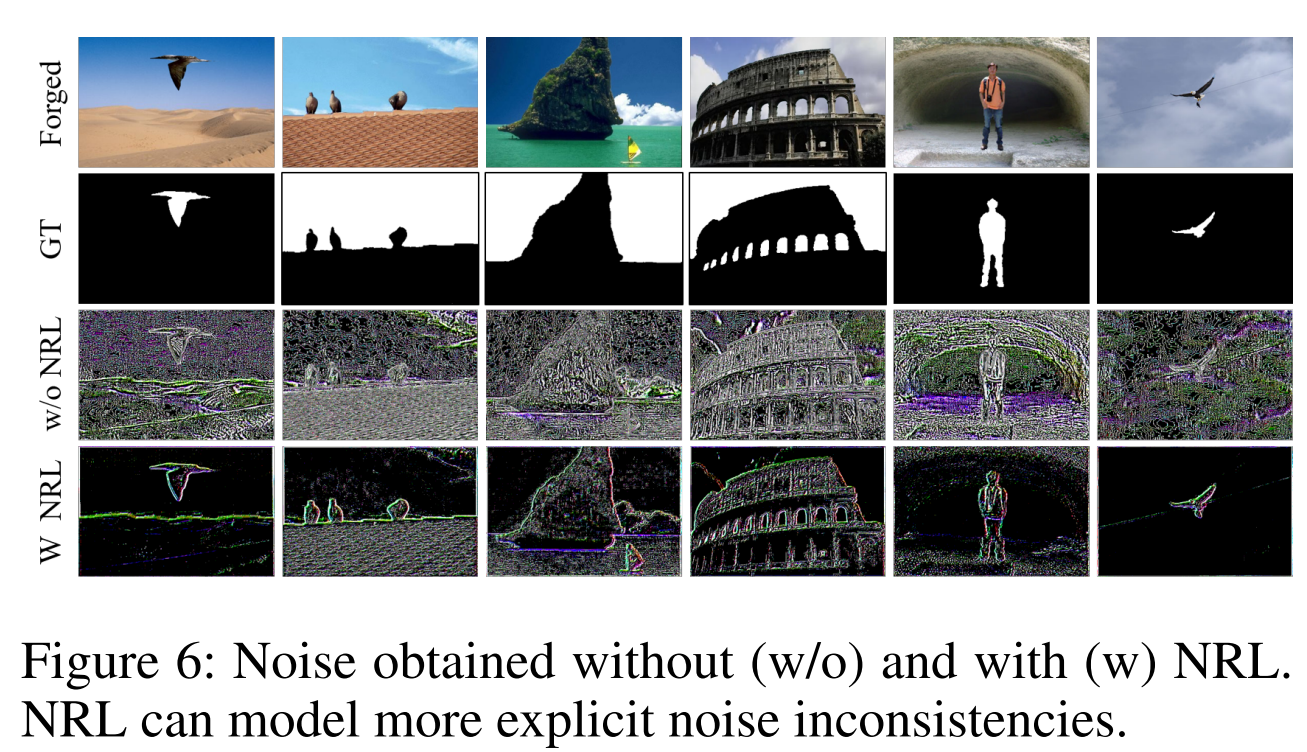 Forged
GT
w/o NRL
W NRL
Figure 6: Noise obtained without (w/o) and with (w) NRL.
NRL can model more explicit noise inconsistencies.